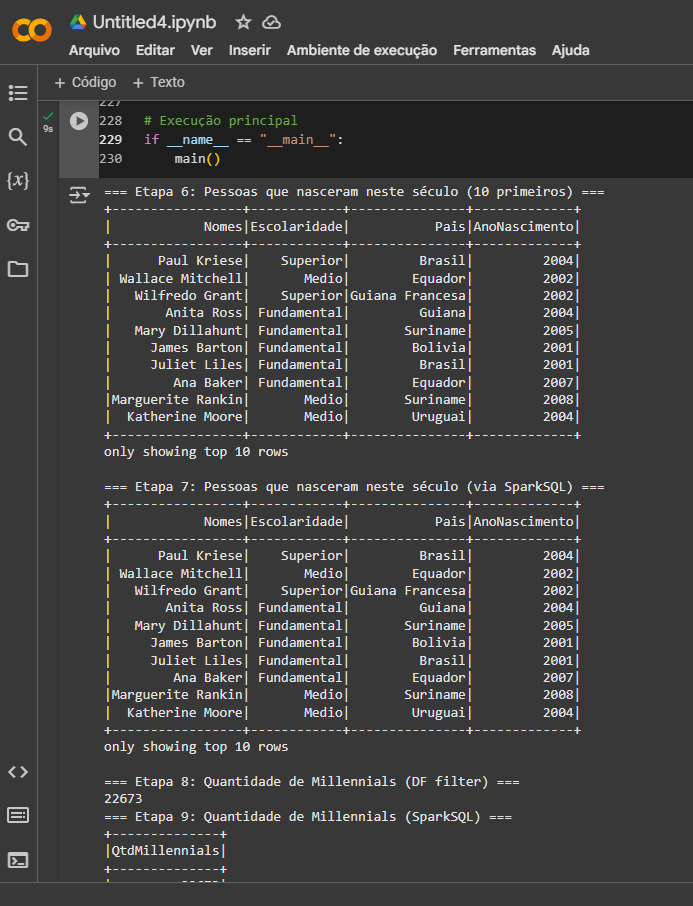 Untitled4.ipynb
Arquivo Editar Ver Inserir Ambiente de execução Ferramentas Ajuda
+ Código + Texto
227
228 # Execução principal
229 if __name__ == "__main__":
230     main()
9s
{x}
=== Etapa 6: Pessoas que nasceram neste século (10 primeiros) ===
+-----------------+------------+---------------+-------------+
|            Nomes|Escolaridade|           Pais|AnoNascimento|
+-----------------+------------+---------------+-------------+
|      Paul Kriese|    Superior|         Brasil|         2004|
| Wallace Mitchell|       Medio|        Equador|         2002|
|   Wilfredo Grant|    Superior|Guiana Francesa|         2002|
|       Anita Ross| Fundamental|         Guiana|         2004|
|   Mary Dillahunt| Fundamental|       Suriname|         2005|
|     James Barton| Fundamental|        Bolivia|         2001|
|     Juliet Liles| Fundamental|         Brasil|         2001|
|        Ana Baker| Fundamental|        Equador|         2007|
|Marguerite Rankin|       Medio|       Suriname|         2008|
|  Katherine Moore|       Medio|        Uruguai|         2004|
+-----------------+------------+---------------+-------------+
only showing top 10 rows
=== Etapa 7: Pessoas que nasceram neste século (via SparkSQL) ===
+-----------------+------------+---------------+-------------+
|            Nomes|Escolaridade|           Pais|AnoNascimento|
+-----------------+------------+---------------+-------------+
|      Paul Kriese|    Superior|         Brasil|         2004|
| Wallace Mitchell|       Medio|        Equador|         2002|
|   Wilfredo Grant|    Superior|Guiana Francesa|         2002|
|       Anita Ross| Fundamental|         Guiana|         2004|
|   Mary Dillahunt| Fundamental|       Suriname|         2005|
|     James Barton| Fundamental|        Bolivia|         2001|
|     Juliet Liles| Fundamental|         Brasil|         2001|
|        Ana Baker| Fundamental|        Equador|         2007|
|Marguerite Rankin|       Medio|       Suriname|         2008|
|  Katherine Moore|       Medio|        Uruguai|         2004|
+-----------------+------------+---------------+-------------+
only showing top 10 rows
=== Etapa 8: Quantidade de Millennials (DF filter) ===
22673
=== Etapa 9: Quantidade de Millennials (SparkSQL) ===
+--------------+
|QtdMillennials|
+--------------+